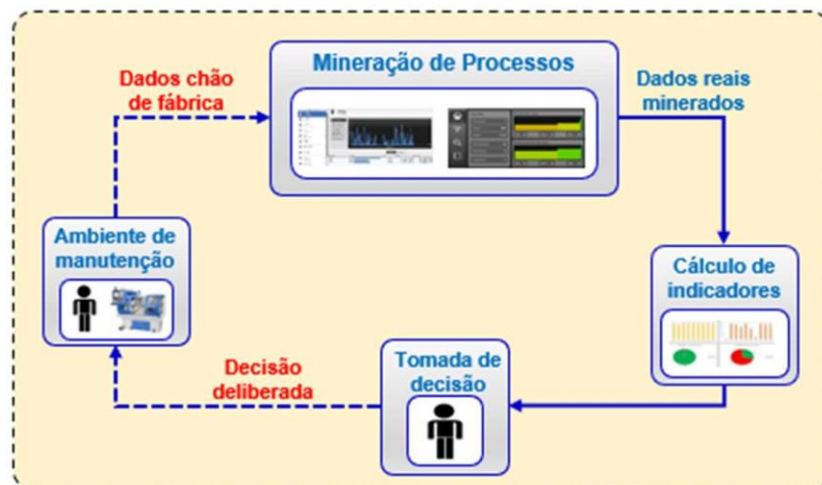 Mineração de Processos
Dados chão
de fábrica
Dados reais
minerados
Ambiente de
manutenção
Cálculo de
indicadores
Tomada de
decisão
Decisão
deliberada